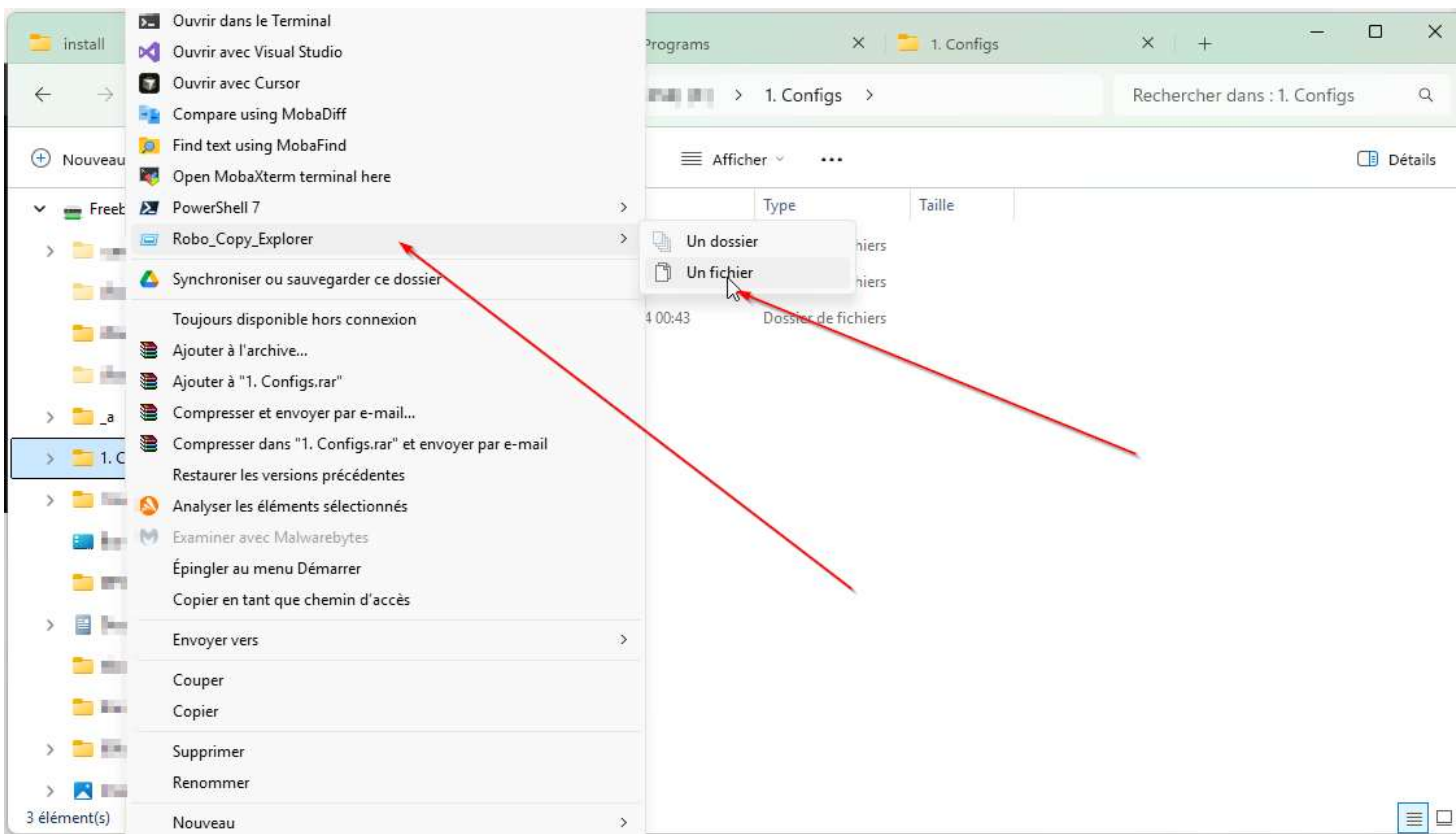 install
Programs
1. Configs
1. Configs
Rechercher dans : 1. Configs
Nouveau
Afficher
Détails
Type
Taille
hiers
hiers
4 00:43
Dossier de fichiers
Freeb
_a
1. C
3 élément(s)
Ouvrir dans le Terminal
Ouvrir avec Visual Studio
Ouvrir avec Cursor
Compare using MobaDiff
Find text using MobaFind
Open MobaXterm terminal here
PowerShell 7
Robo_Copy_Explorer
Synchroniser ou sauvegarder ce dossier
Toujours disponible hors connexion
Ajouter à l'archive...
Ajouter à "1. Configs.rar"
Compresser et envoyer par e-mail...
Compresser dans "1. Configs.rar" et envoyer par e-mail
Restaurer les versions précédentes
Analyser les éléments sélectionnés
Examiner avec Malwarebytes
Épingler au menu Démarrer
Copier en tant que chemin d'accès
Envoyer vers
Couper
Copier
Supprimer
Renommer
Nouveau
Un dossier
Un fichier